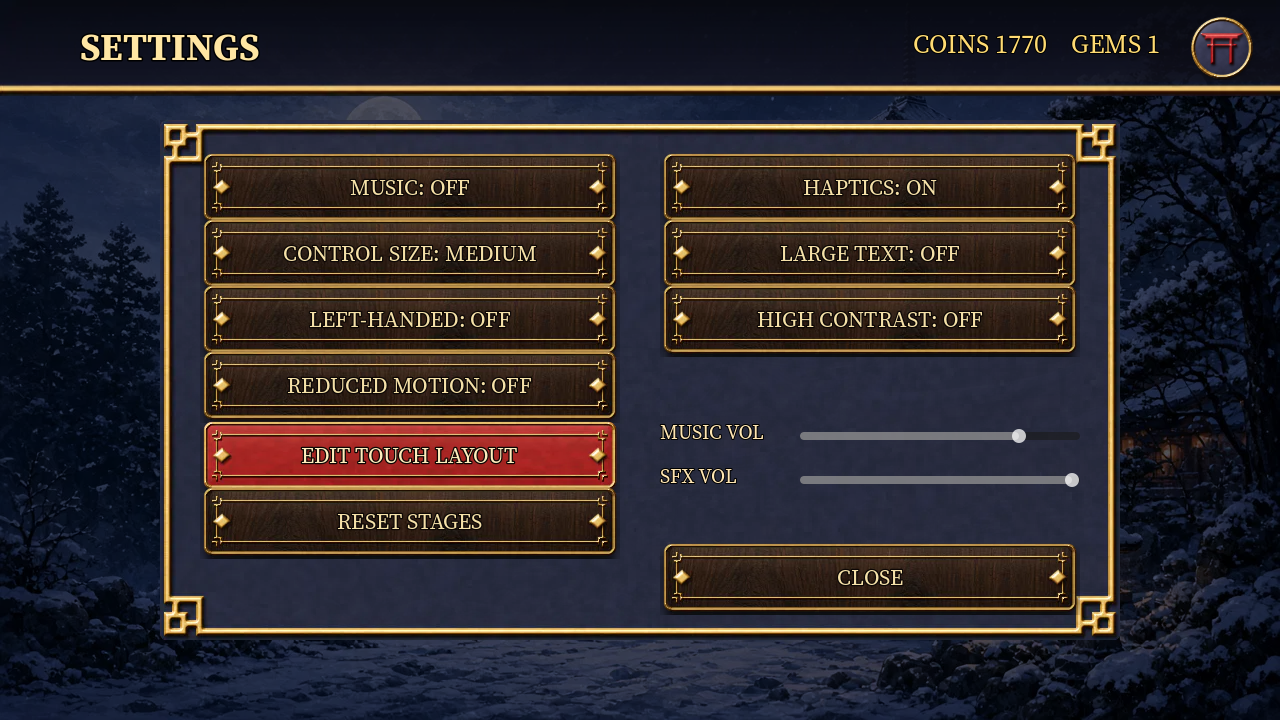 SETTINGS
COINS 1770 GEMS 1
MUSIC: OFF
CONTROL SIZE: MEDIUM
LEFT-HANDED: OFF
REDUCED MOTION: OFF
EDIT TOUCH LAYOUT
RESET STAGES
HAPTICS: ON
LARGE TEXT: OFF
HIGH CONTRAST: OFF
MUSIC VOL
SFX VOL
CLOSE